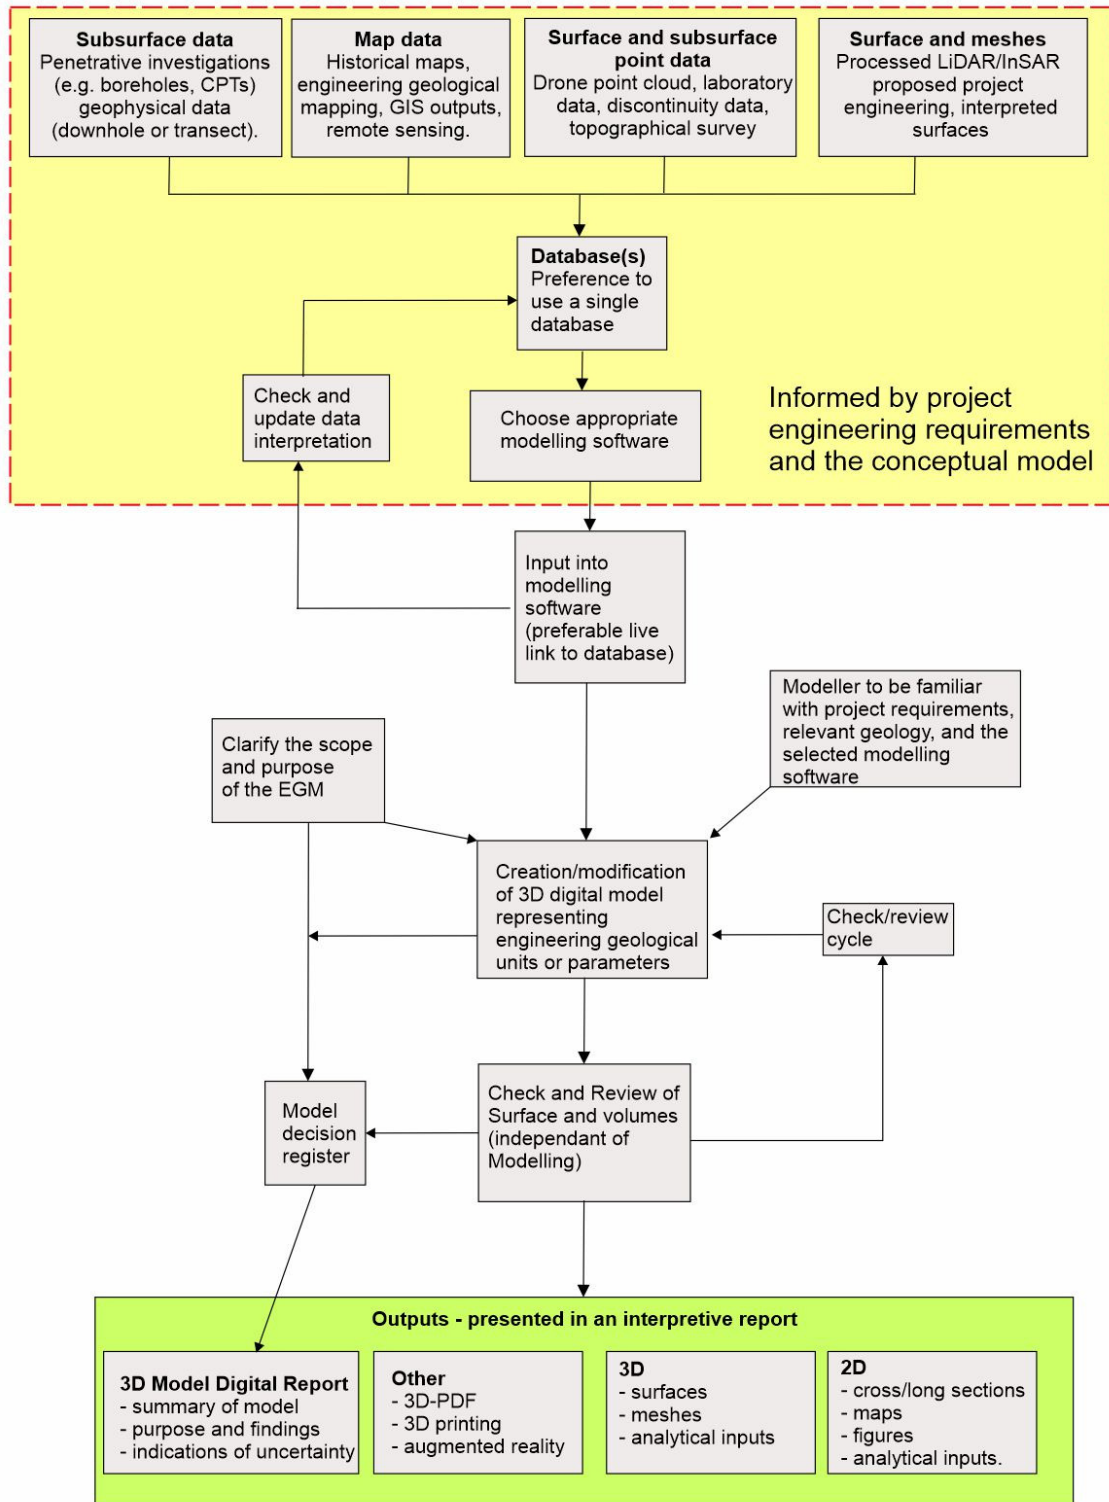 Subsurface data
Penetrative investigations
(e.g. boreholes, CPTs)
geophysical data
(downhole or transect).
Map data
Historical maps,
engineering geological
mapping, GIS outputs,
remote sensing.
Surface and subsurface
point data
Drone point cloud, laboratory
data, discontinuity data,
topographical survey
Surface and meshes
Processed LiDAR/InSAR
proposed project
engineering, interpreted
surfaces
Database(s)
Preference to
use a single
database
Check and
update data
interpretation
Choose appropriate
modelling software
Informed by project
engineering requirements
and the conceptual model
Input into
modelling
software
(preferable live
link to database)
Modeller to be familiar
with project requirements,
relevant geology, and the
selected modelling
software
Clarify the scope
and purpose
of the EGM
Creation/modification
of 3D digital model
representing
engineering geological
units or parameters
Check/review
cycle
Model
decision
register
Check and Review of
Surface and volumes
(independant of
Modelling)
Outputs - presented in an interpretive report
3D Model Digital Report
- summary of model
- purpose and findings
- indications of uncertainty
Other
- 3D-PDF
- 3D printing
- augmented reality
3D
- surfaces
- meshes
- analytical inputs
2D
- cross/long sections
- maps
- figures
- analytical inputs.